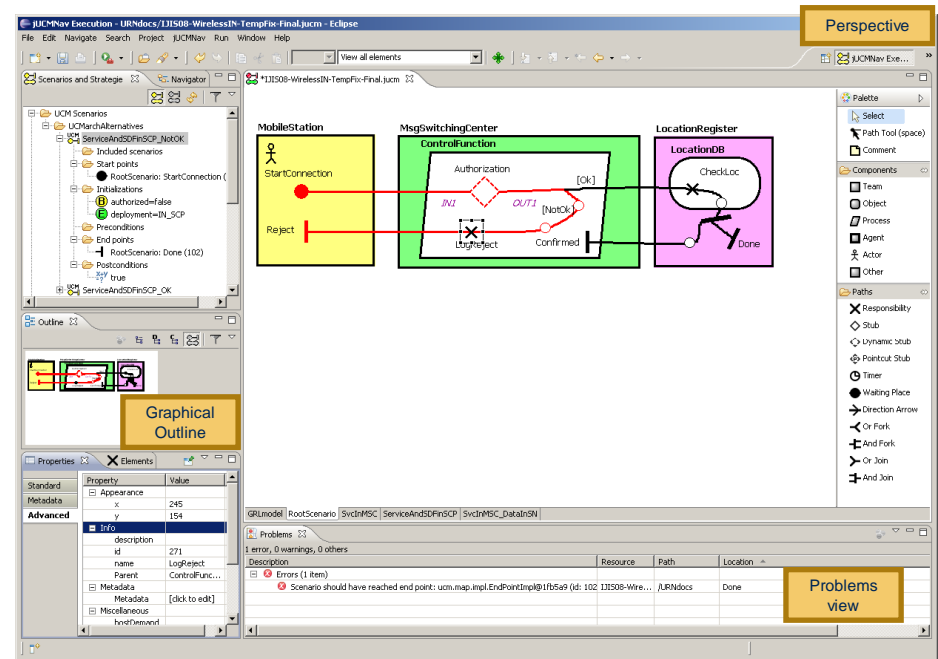 jUCMNav Execution - URNdocs/IJIS08-WirelessIN-TempFix-Final.jucm - Eclipse
Perspective
File Edit Navigate Search Project jUCMNav Run Window Help
View all elements
jUCMNav Exe...
»
Scenarios and Strategie
Navigator
*IJIS08-WirelessIN-TempFix-Final.jucm
UCM Scenarios
UCMarchAlternatives
ServiceAndSDFinSCP_NotOK
Included scenarios
Start points
RootScenario: StartConnection (
Initializations
authorized=false
deployment=IN_SCP
Preconditions
End points
RootScenario: Done (102)
Postconditions
true
ServiceAndSDFinSCP_OK
MobileStation
StartConnection
Reject
MsgSwitchingCenter
ControlFunction
Authorization
IN1
OUT1
[Ok]
[NotOk]
LogReject
Confirmed
LocationRegister
LocationDB
CheckLoc
Done
Palette
Select
Path Tool (space)
Comment
Components
Team
Object
Process
Agent
Actor
Other
Paths
Responsibility
Stub
Dynamic Stub
Pointcut Stub
Timer
Waiting Place
Direction Arrow
Or Fork
And Fork
Or Join
And Join
Outline
Graphical
Outline
Properties
Elements
Standard
Metadata
Advanced
Property Value
Appearance
x 245
y 154
Info
description
id 271
name LogReject
Parent ControlFunc...
Metadata
Metadata [click to edit]
Miscellaneous
hostDemand
GRLmodel RootScenario SvcInMSC ServiceAndSDFinSCP SvcInMSC_DataInSN
Problems
1 error, 0 warnings, 0 others
Description Resource Path Location
Errors (1 item)
Scenario should have reached end point: ucm.map.impl.EndPointImpl@1fb5a9 (id: 102 IJIS08-Wire... /URNdocs Done
Problems
view